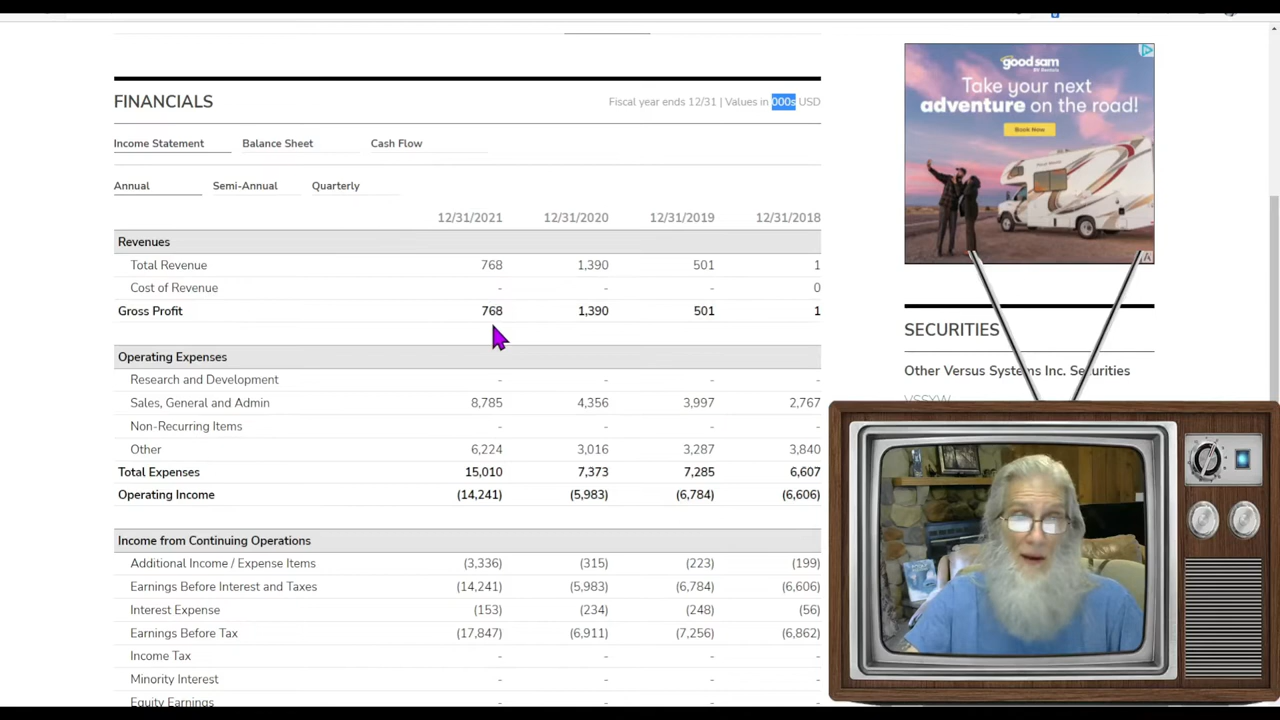 FINANCIALS
Fiscal year ends 12/31 | Values in 000s USD
Income Statement Balance Sheet Cash Flow
Annual Semi-Annual Quarterly
12/31/2021 12/31/2020 12/31/2019 12/31/2018
Revenues
Total Revenue 768 1,390 501 1
Cost of Revenue - - - 0
Gross Profit 768 1,390 501 1
Operating Expenses
Research and Development - - - -
Sales, General and Admin 8,785 4,356 3,997 2,767
Non-Recurring Items - - - -
Other 6,224 3,016 3,287 3,840
Total Expenses 15,010 7,373 7,285 6,607
Operating Income (14,241) (5,983) (6,784) (6,606)
Income from Continuing Operations
Additional Income / Expense Items (3,336) (315) (223) (199)
Earnings Before Interest and Taxes (14,241) (5,983) (6,784) (6,606)
Interest Expense (153) (234) (248) (56)
Earnings Before Tax (17,847) (6,911) (7,256) (6,862)
Income Tax - - - -
Minority Interest - - - -
Equity Earnings
good sam
Take your next
adventure on the road!
Book Now
SECURITIES
Other Versus Systems Inc. Securities
VSSYW